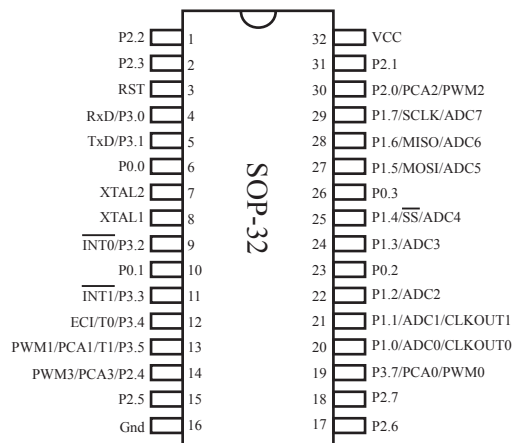 P2.2 1 32 VCC
P2.3 2 31 P2.1
RST 3 30 P2.0/PCA2/PWM2
RxD/P3.0 4 29 P1.7/SCLK/ADC7
TxD/P3.1 5 28 P1.6/MISO/ADC6
P0.0 6 27 P1.5/MOSI/ADC5
XTAL2 7 26 P0.3
XTAL1 8 25 P1.4/S̅S̅/ADC4
I̅N̅T̅0̅/P3.2 9 24 P1.3/ADC3
P0.1 10 23 P0.2
I̅N̅T̅1̅/P3.3 11 22 P1.2/ADC2
ECI/T0/P3.4 12 21 P1.1/ADC1/CLKOUT1
PWM1/PCA1/T1/P3.5 13 20 P1.0/ADC0/CLKOUT0
PWM3/PCA3/P2.4 14 19 P3.7/PCA0/PWM0
P2.5 15 18 P2.7
Gnd 16 17 P2.6
SOP-32